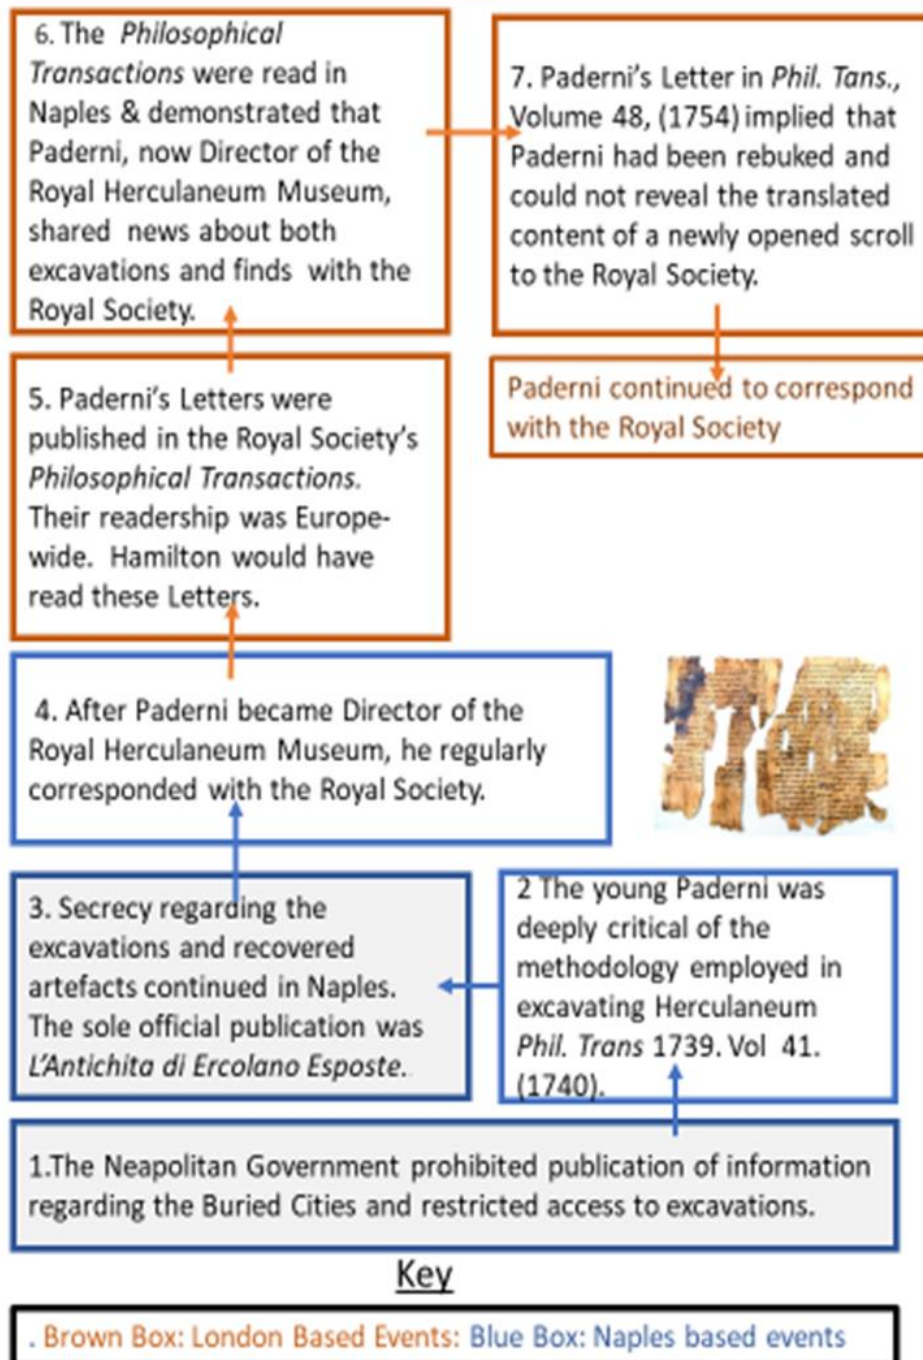 6. The Philosophical
Transactions were read in
Naples & demonstrated that
Paderni, now Director of the
Royal Herculaneum Museum,
shared news about both
excavations and finds with the
Royal Society.
7. Paderni's Letter in Phil. Tans.,
Volume 48, (1754) implied that
Paderni had been rebuked and
could not reveal the translated
content of a newly opened scroll
to the Royal Society.
Paderni continued to correspond
with the Royal Society
5. Paderni's Letters were
published in the Royal Society's
Philosophical Transactions.
Their readership was Europe-
wide. Hamilton would have
read these Letters.
4. After Paderni became Director of the
Royal Herculaneum Museum, he regularly
corresponded with the Royal Society.
3. Secrecy regarding the
excavations and recovered
artefacts continued in Naples.
The sole official publication was
L'Antichita di Ercolano Esposte.
2 The young Paderni was
deeply critical of the
methodology employed in
excavating Herculaneum
Phil. Trans 1739. Vol 41.
(1740).
1.The Neapolitan Government prohibited publication of information
regarding the Buried Cities and restricted access to excavations.
Key
. Brown Box: London Based Events: Blue Box: Naples based events